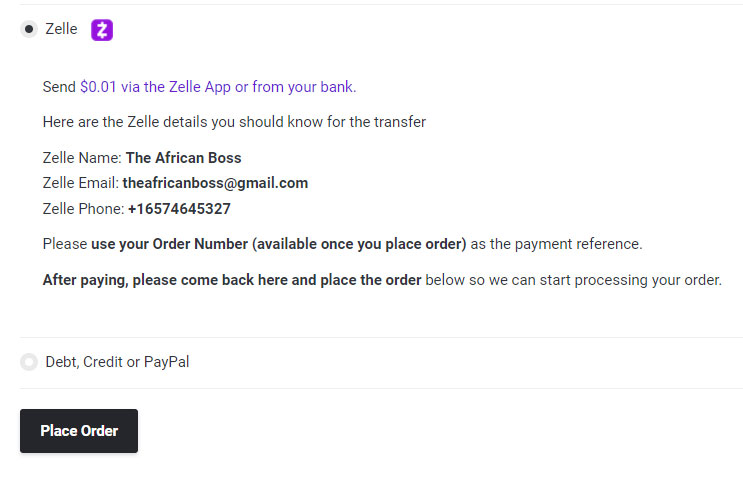 Zelle
Send $0.01 via the Zelle App or from your bank.
Here are the Zelle details you should know for the transfer
Zelle Name: The African Boss
Zelle Email: theafricanboss@gmail.com
Zelle Phone: +16574645327
Please use your Order Number (available once you place order) as the payment reference.
After paying, please come back here and place the order below so we can start processing your order.
Debt, Credit or PayPal
Place Order